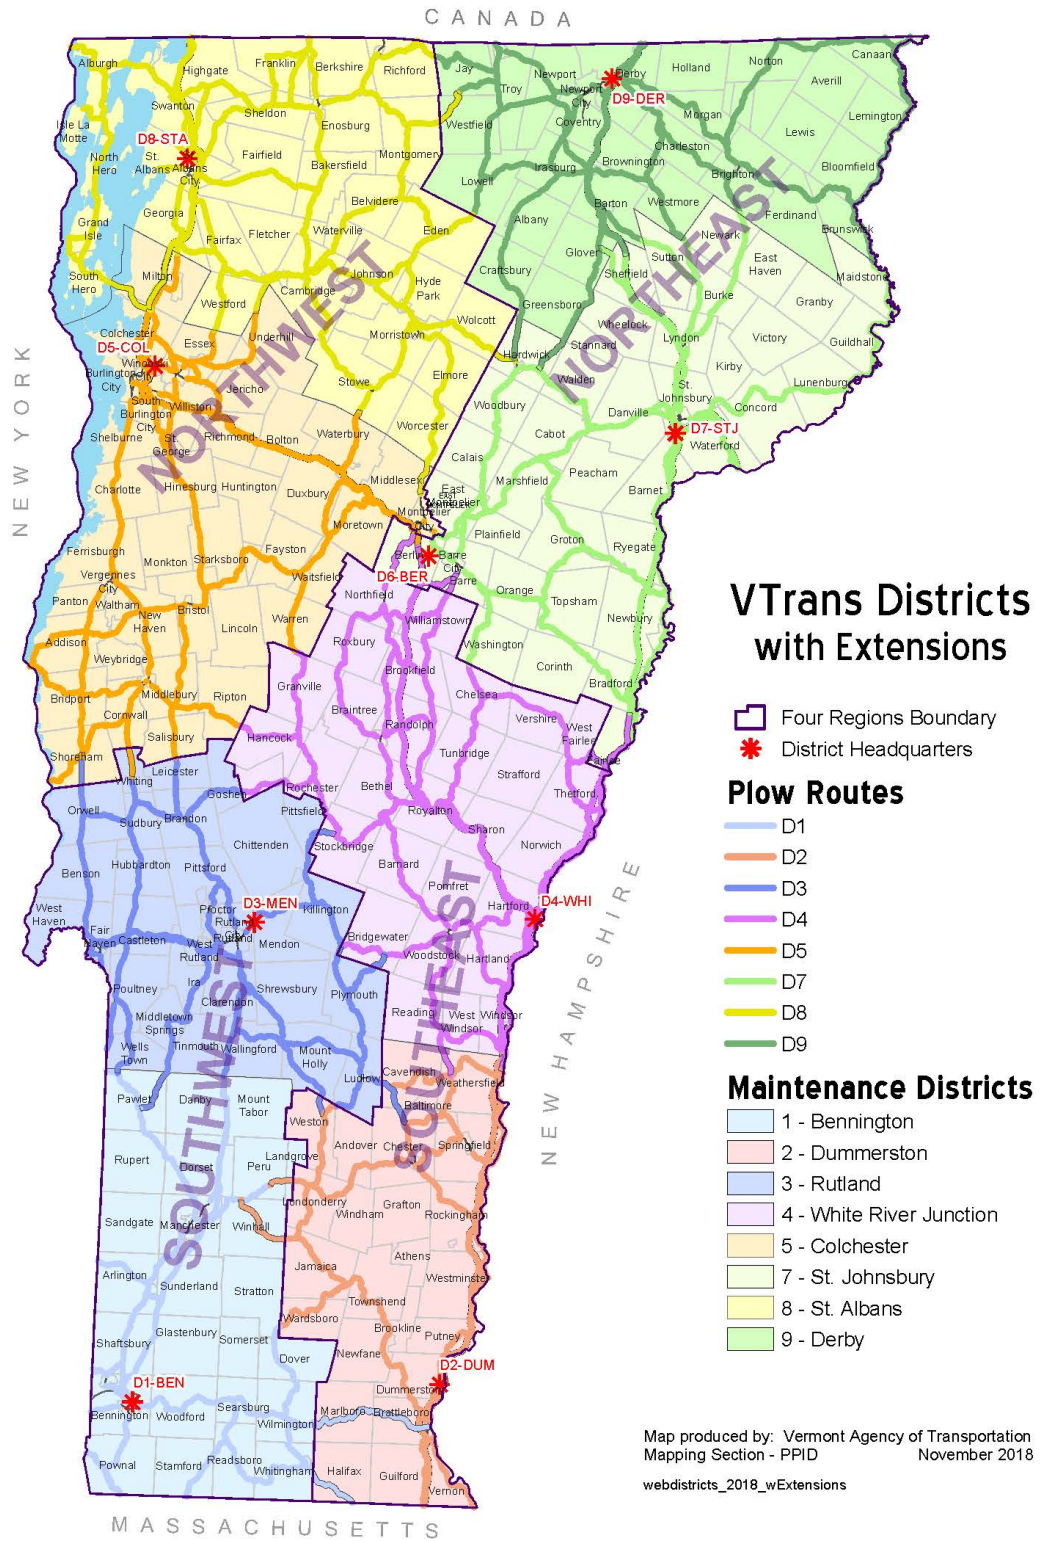 CANADA
Alburgh
Highgate
Franklin
Berkshire
Richford
Jay
Troy
Newport
Newport
City
Derby
D9-DER
Holland
Norton
Canaan
Averill
Lemington
Isle La
Motte
Swanton
Sheldon
Enosburg
Westfield
Coventry
Morgan
Lewis
D8-STA
St.
Albans
Albans
City
North
Hero
Fairfield
Bakersfield
Montgomery
Lowell
Irasburg
Brownington
Charleston
Brighton
Bloomfield
Grand
Isle
Georgia
Fairfax
Fletcher
Waterville
Belvidere
Eden
Albany
Barton
Westmore
Ferdinand
Brunswick
South
Hero
Milton
Westford
Cambridge
Johnson
Hyde
Park
Craftsbury
Glover
Sheffield
Sutton
Newark
East
Haven
Maidstone
Colchester
D5-COL
Essex
Underhill
Morristown
Wolcott
Greensboro
Wheelock
Burke
Granby
Guildhall
NORTHWEST
NORTHEAST
Burlington
City
South
Burlington
City
Williston
Jericho
Stowe
Elmore
Hardwick
Stannard
Walden
Lyndon
Victory
Kirby
Lunenburg
NEW YORK
Shelburne
St.
George
Richmond
Bolton
Waterbury
Worcester
Woodbury
Danville
St.
Johnsbury
Concord
D7-STJ
Waterford
Charlotte
Hinesburg
Huntington
Duxbury
Middlesex
Calais
Cabot
Marshfield
Peacham
Barnet
Moretown
East
Montpelier
Montpelier
City
Ferrisburgh
Monkton
Starksboro
Fayston
Waitsfield
Berlin
Barre
City
Barre
D6-BER
Plainfield
Groton
Ryegate
Vergennes
City
Panton
Waltham
New
Haven
Bristol
Lincoln
Warren
Northfield
Williamstown
Orange
Topsham
Newbury
Addison
Weybridge
Roxbury
Brookfield
Washington
Corinth
Bradford
Bridport
Cornwall
Middlebury
Ripton
Granville
Braintree
Randolph
Chelsea
Vershire
West
Fairlee
Shoreham
Salisbury
Hancock
Tunbridge
Strafford
Fairlee
Whiting
Leicester
Goshen
Rochester
Bethel
Royalton
Thetford
Orwell
Sudbury
Brandon
Pittsfield
Stockbridge
Sharon
Norwich
Benson
Hubbardton
Pittsford
Chittenden
Barnard
Pomfret
West
Haven
Proctor
D3-MEN
Killington
Hartford
D4-WHI
Fair
Haven
Castleton
West
Rutland
Rutland
Mendon
Bridgewater
Woodstock
Hartland
NEW HAMPSHIRE
Poultney
Ira
Clarendon
Shrewsbury
Plymouth
Reading
West
Windsor
Windsor
Middletown
Springs
Wells
Town
Tinmouth
Wallingford
Mount
Holly
Ludlow
Cavendish
Weathersfield
SOUTHWEST
SOUTHEAST
Pawlet
Danby
Mount
Tabor
Weston
Baltimore
Rupert
Dorset
Peru
Landgrove
Andover
Chester
Springfield
Sandgate
Manchester
Winhall
Londonderry
Windham
Grafton
Rockingham
Arlington
Sunderland
Stratton
Jamaica
Athens
Westminster
Townshend
Wardsboro
Shaftsbury
Glastenbury
Somerset
Dover
Newfane
Brookline
Putney
D1-BEN
D2-DUM
Dummerston
Bennington
Woodford
Searsburg
Wilmington
Marlboro
Brattleboro
Pownal
Stamford
Readsboro
Whitingham
Halifax
Guilford
Vernon
MASSACHUSETTS
VTrans Districts
with Extensions
Four Regions Boundary
District Headquarters
Plow Routes
D1
D2
D3
D4
D5
D7
D8
D9
Maintenance Districts
1 - Bennington
2 - Dummerston
3 - Rutland
4 - White River Junction
5 - Colchester
7 - St. Johnsbury
8 - St. Albans
9 - Derby
Map produced by: Vermont Agency of Transportation
Mapping Section - PPID November 2018
webdistricts_2018_wExtensions